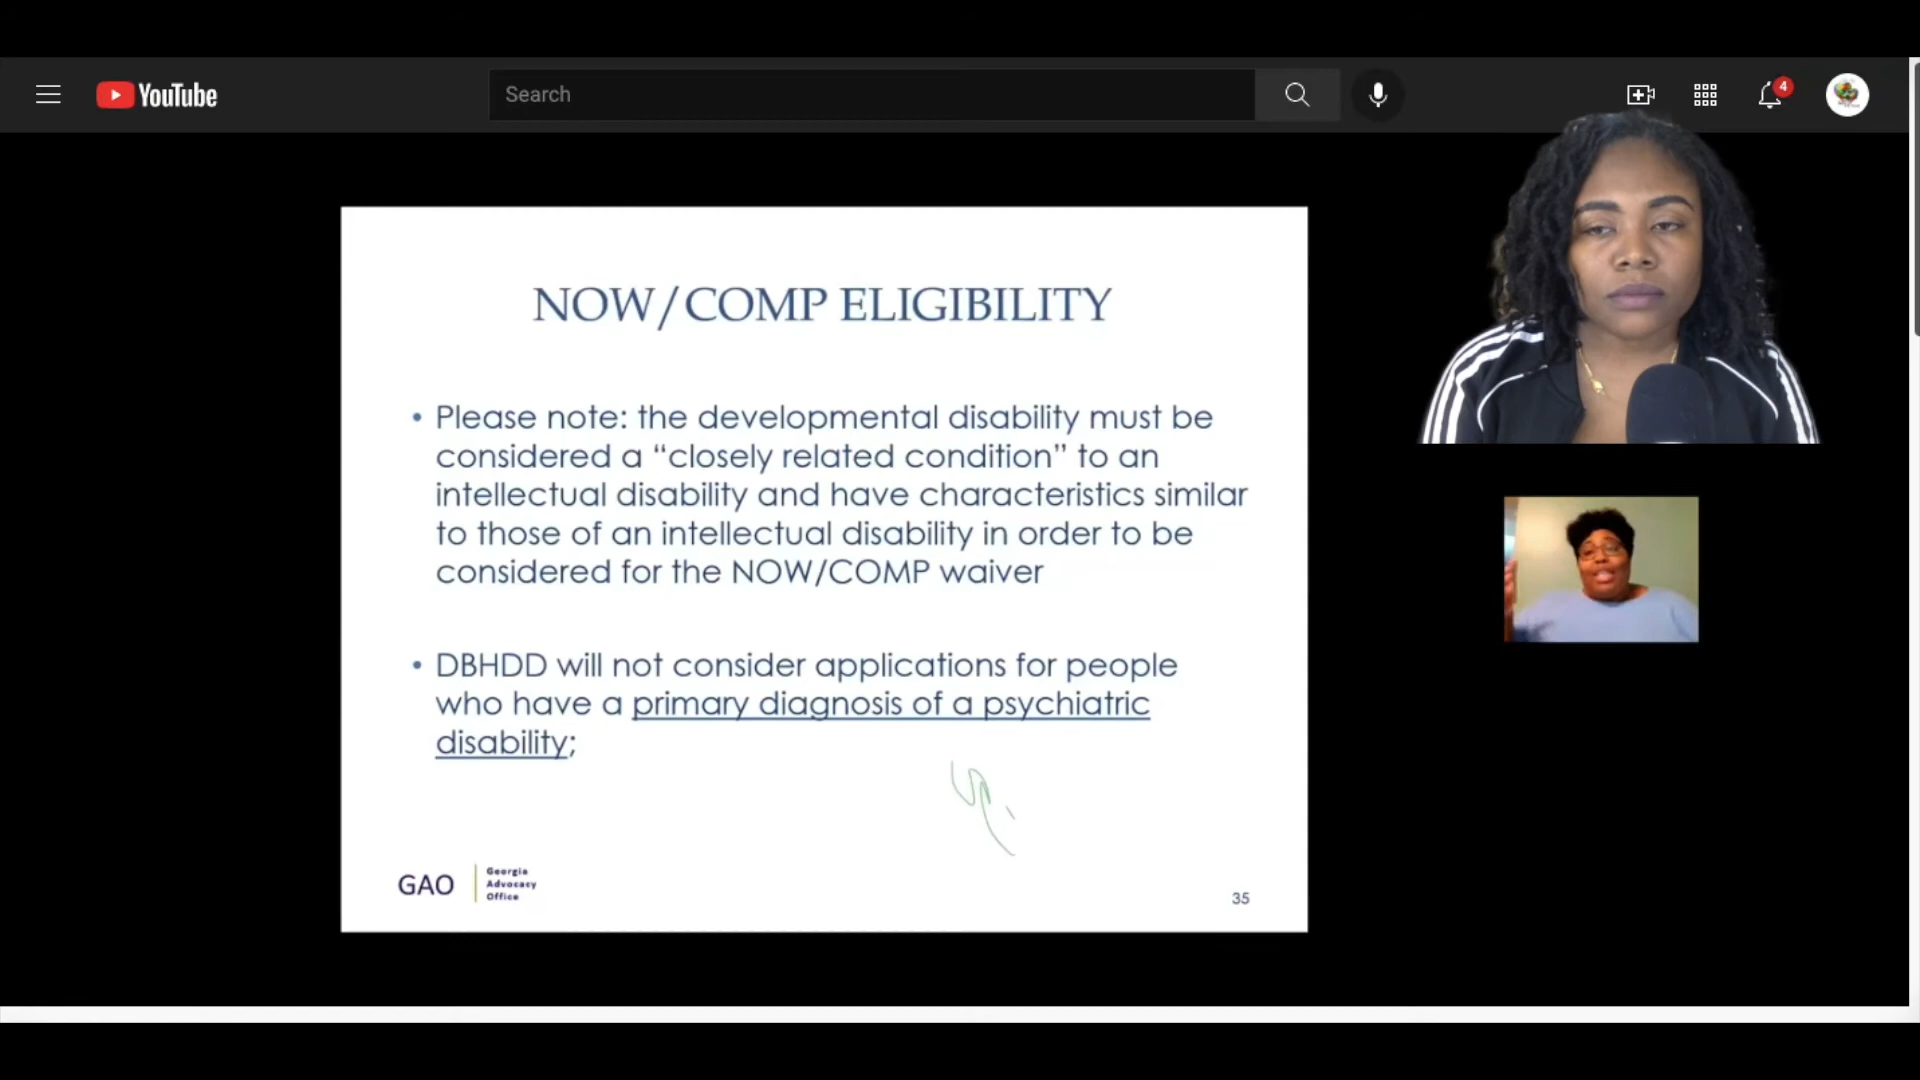 YouTube
Search
4
NOW/COMP ELIGIBILITY
• Please note: the developmental disability must be
considered a “closely related condition” to an
intellectual disability and have characteristics similar
to those of an intellectual disability in order to be
considered for the NOW/COMP waiver
• DBHDD will not consider applications for people
who have a primary diagnosis of a psychiatric
disability;
GAO
Georgia
Advocacy
Office
35